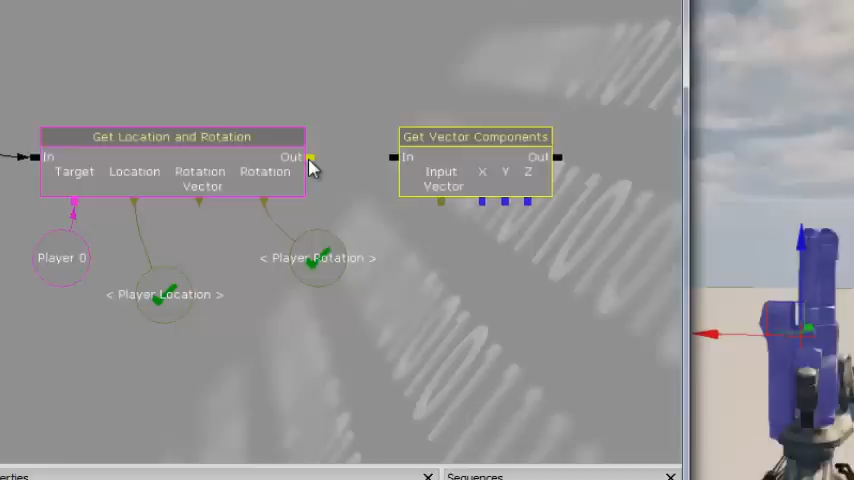 Get Location and Rotation
In Out
Target Location Rotation Vector Rotation
Player 0
< Player Location >
< Player Rotation >
Get Vector Components
In Out
Input Vector X Y Z
erties
Sequences